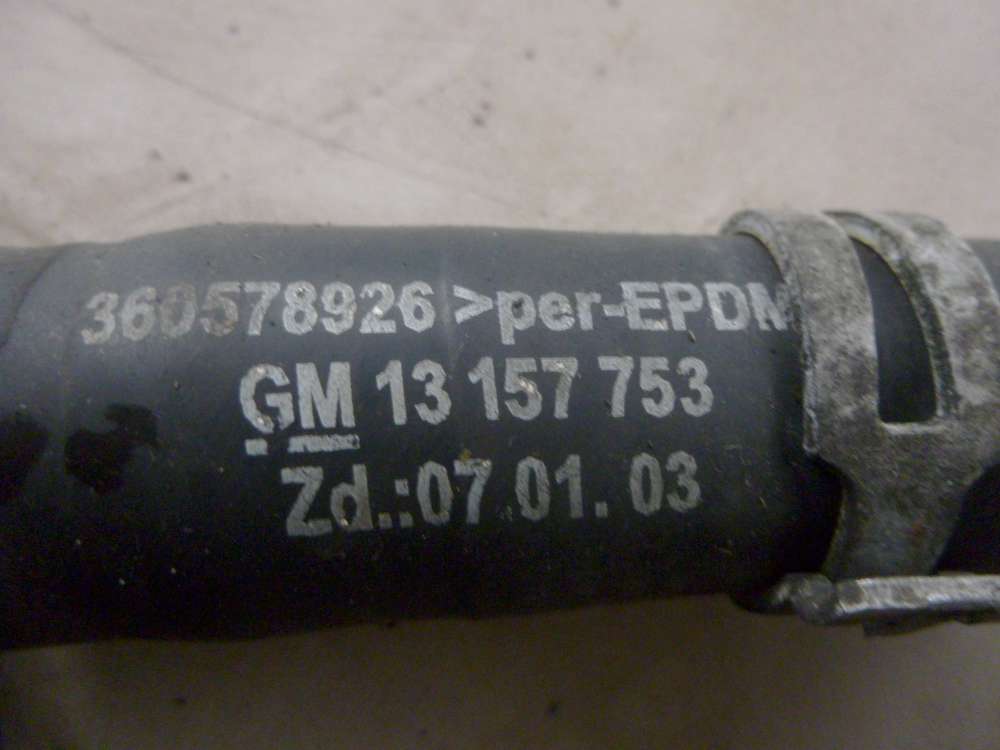 360578926 >per-EPDM
GM 13 157 753
Zd.:07 01. 03